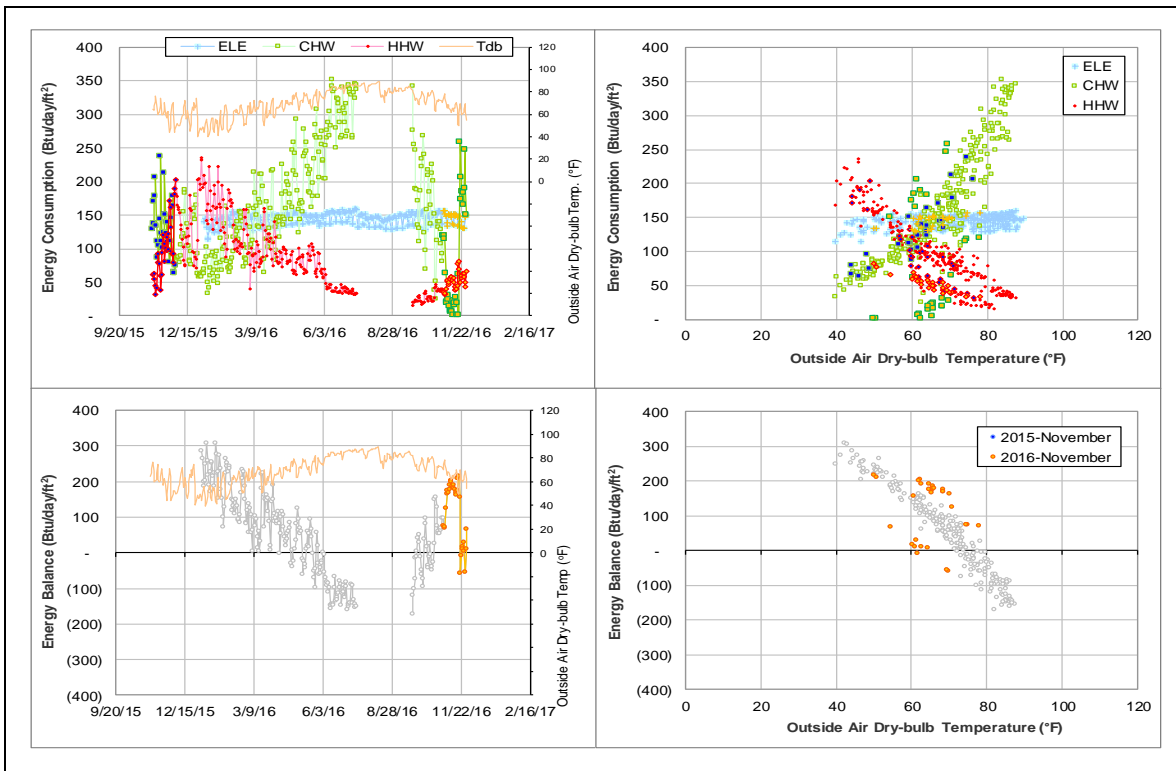 ELE CHW HHW Tdb
Energy Consumption (Btu/day/ft²)
400
350
300
250
200
150
100
50
-
120
100
80
60
40
20
0
Outside Air Dry-bulb Temp. (°F)
9/20/15 12/15/15 3/9/16 6/3/16 8/28/16 11/22/16 2/16/17
Energy Consumption (Btu/day/ft²)
400
350
300
250
200
150
100
50
-
ELE
CHW
HHW
0 20 40 60 80 100 120
Outside Air Dry-bulb Temperature (°F)
Energy Balance (Btu/day/ft²)
400
300
200
100
-
(100)
(200)
(300)
(400)
120
100
80
60
40
20
0
Outside Air Dry-bulb Temp (°F)
9/20/15 12/15/15 3/9/16 6/3/16 8/28/16 11/22/16 2/16/17
Energy Balance (Btu/day/ft²)
400
300
200
100
-
(100)
(200)
(300)
(400)
2015-November
2016-November
0 20 40 60 80 100 120
Outside Air Dry-bulb Temperature (°F)